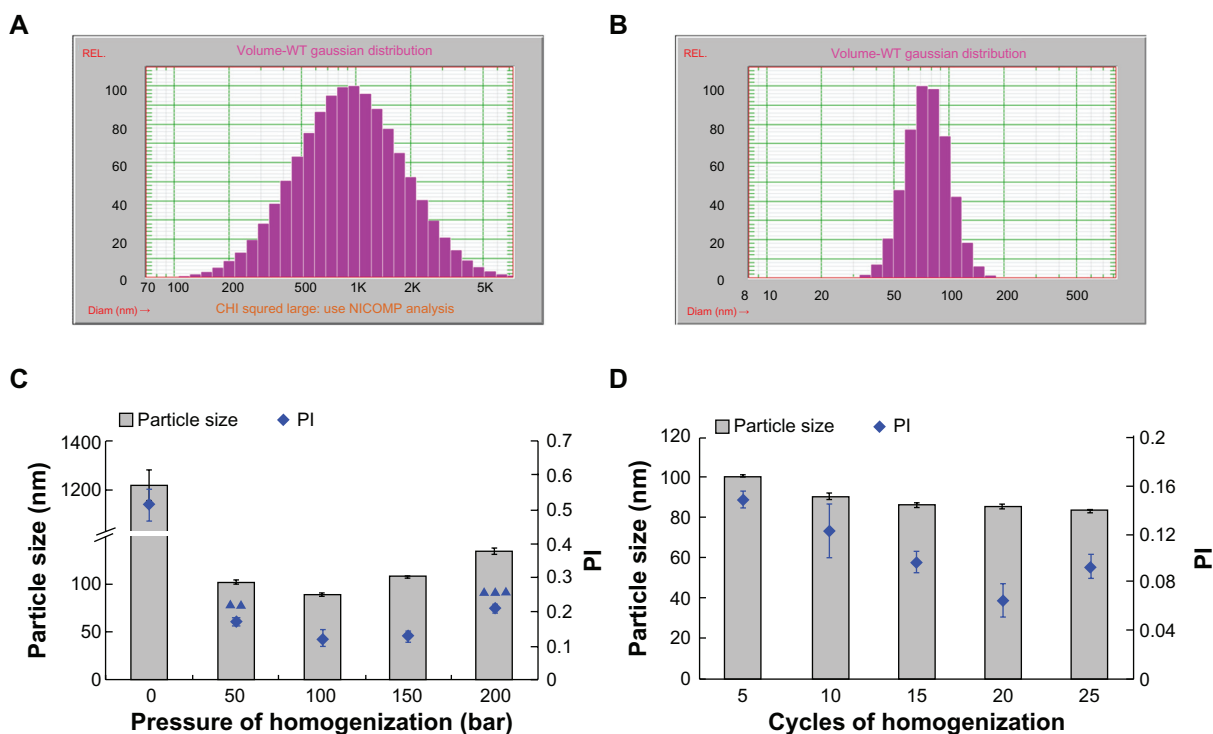 A
Volume-WT gaussian distribution
REL.
100
80
60
40
20
0
70 100 200 500 1K 2K 5K
Diam (nm) →
CHI squred large: use NICOMP analysis
B
Volume-WT gaussian distribution
REL.
100
80
60
40
20
0
8 10 20 50 100 200 500
Diam (nm) →
C
Particle size PI
1400
1200
100
50
0
Particle size (nm)
0.7
0.6
0.5
0.4
0.3
0.2
0.1
0
PI
0 50 100 150 200
Pressure of homogenization (bar)
D
Particle size PI
120
100
80
60
40
20
0
Particle size (nm)
0.2
0.16
0.12
0.08
0.04
0
PI
5 10 15 20 25
Cycles of homogenization